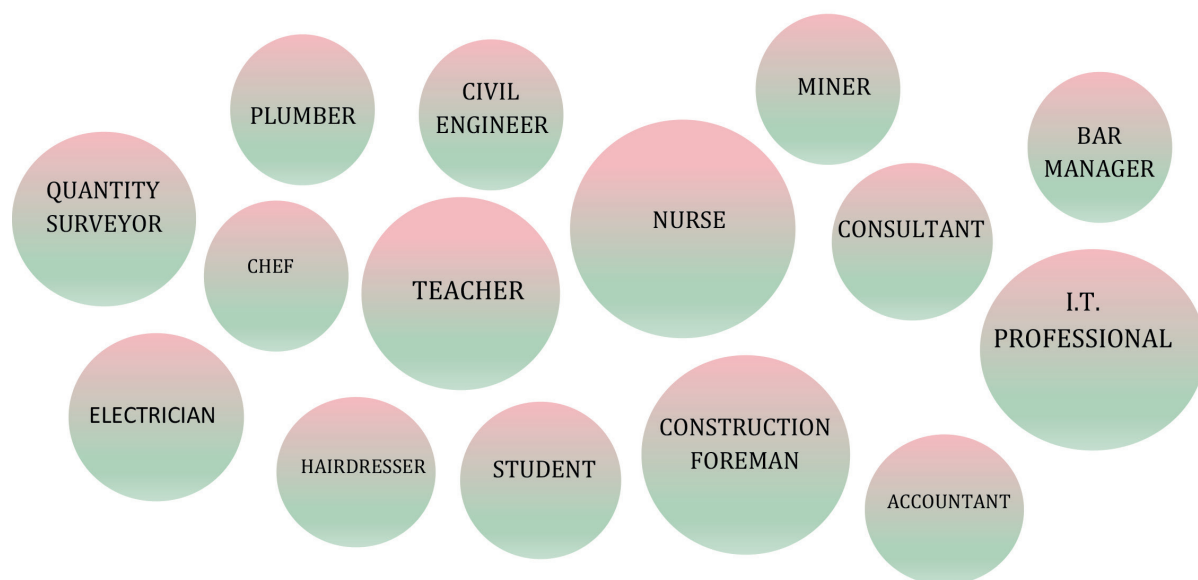 PLUMBER
CIVIL
ENGINEER
MINER
BAR
MANAGER
QUANTITY
SURVEYOR
CHEF
TEACHER
NURSE
CONSULTANT
I.T.
PROFESSIONAL
ELECTRICIAN
HAIRDRESSER
STUDENT
CONSTRUCTION
FOREMAN
ACCOUNTANT